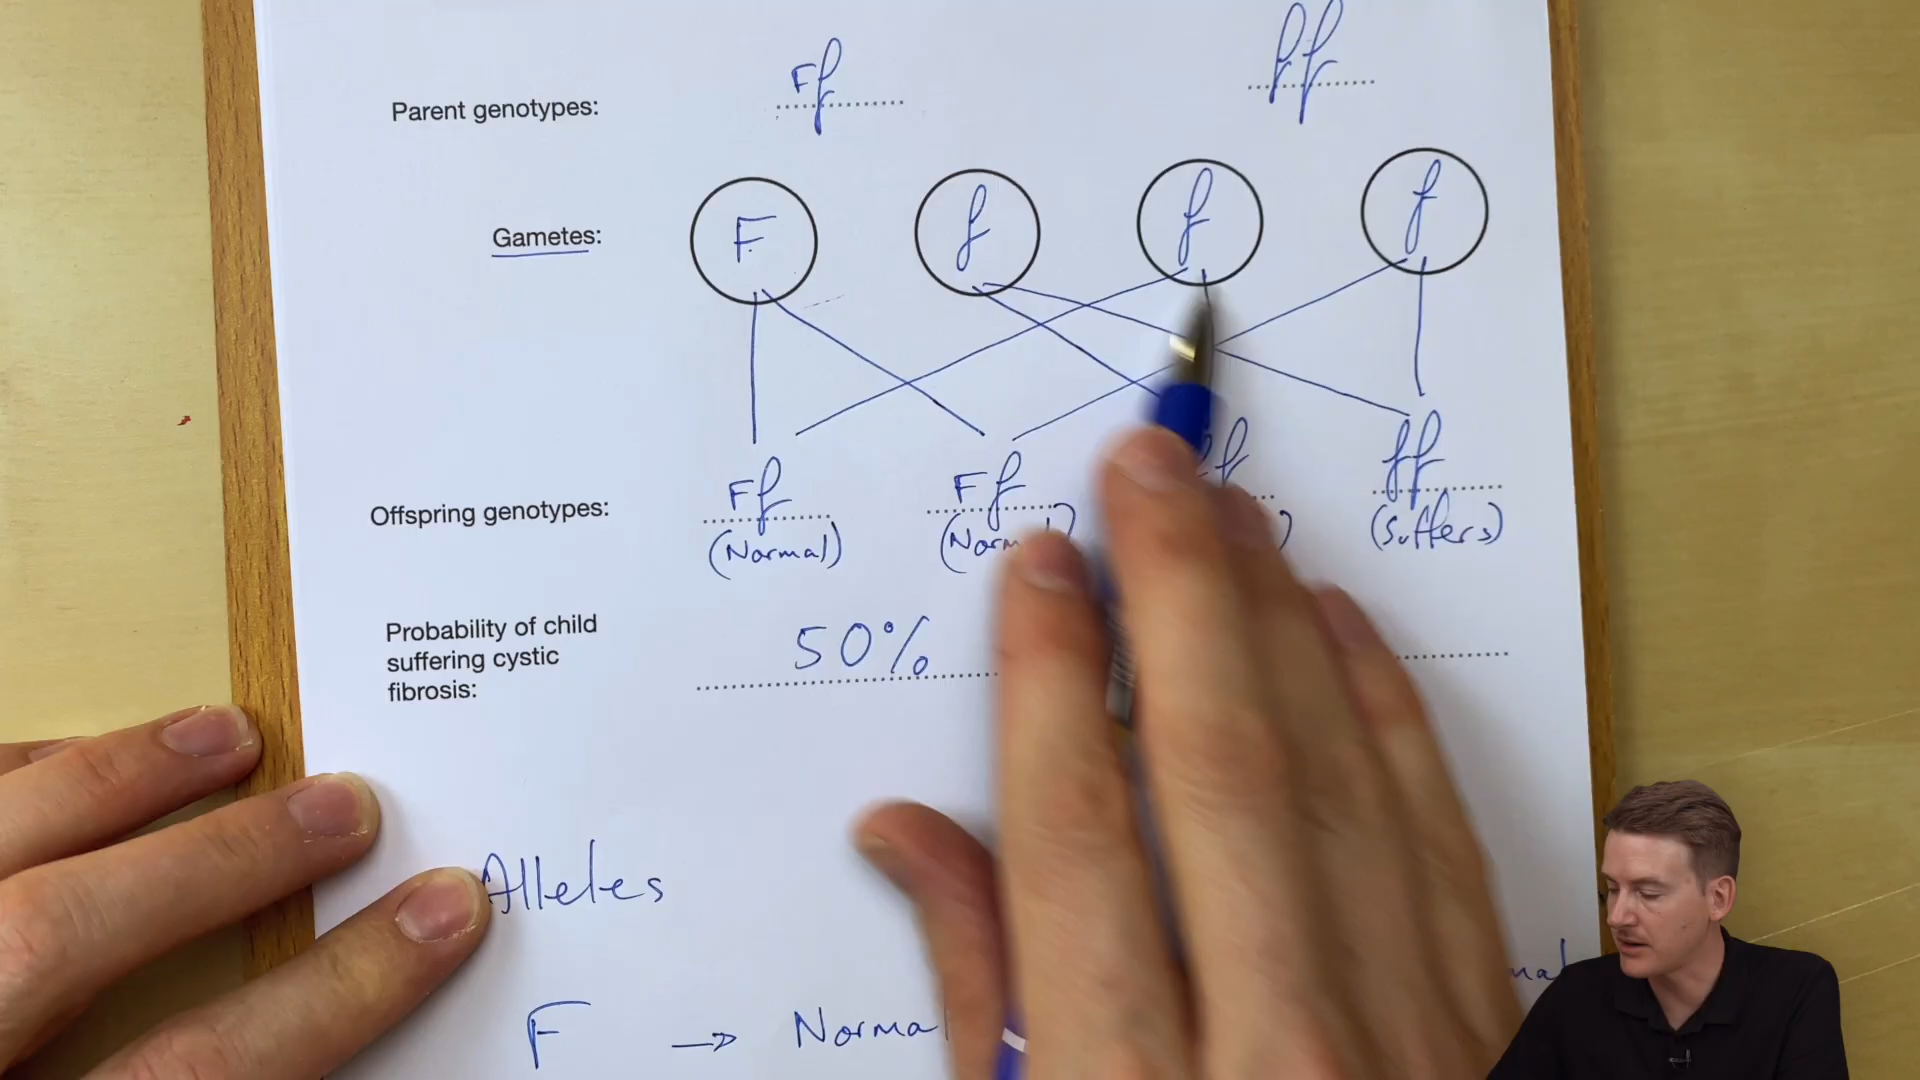 Parent genotypes: Ff ff
Gametes: F f f f
Offspring genotypes: Ff Ff ff
(Normal) (Suffers)
Probability of child
suffering cystic
fibrosis:
50%
Alleles
F → Normal